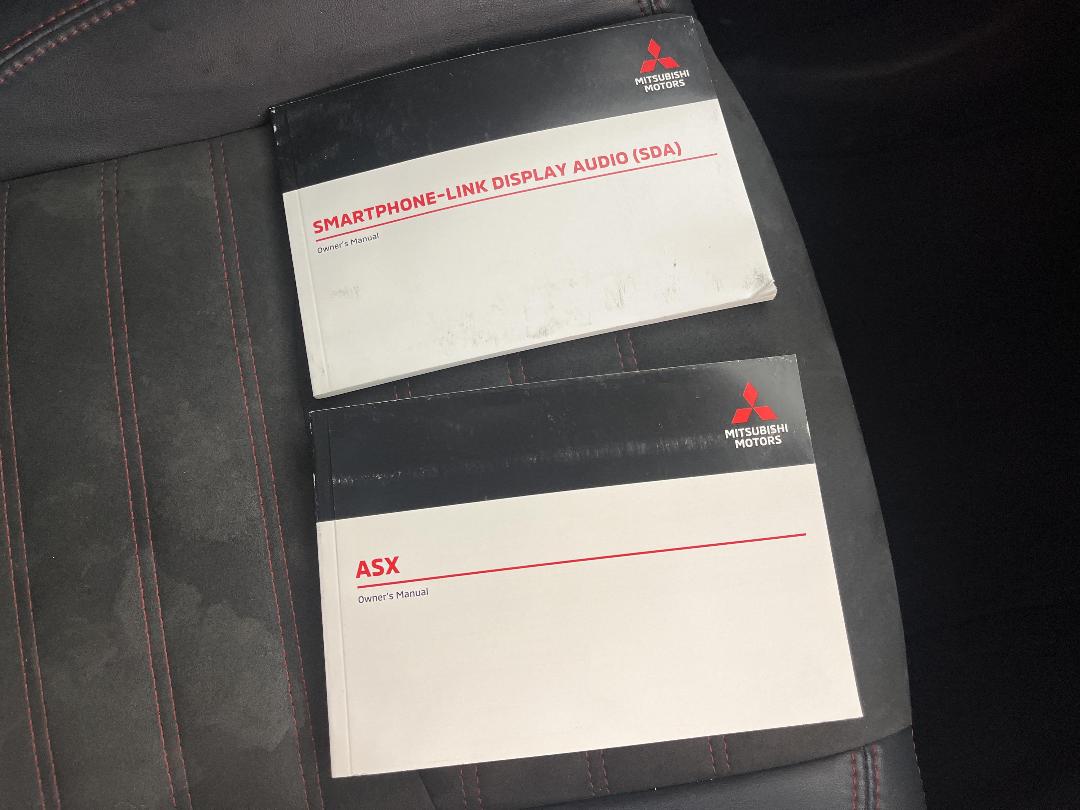 MITSUBISHI
MOTORS
SMARTPHONE-LINK DISPLAY AUDIO (SDA)
Owner's Manual
MITSUBISHI
MOTORS
ASX
Owner's Manual